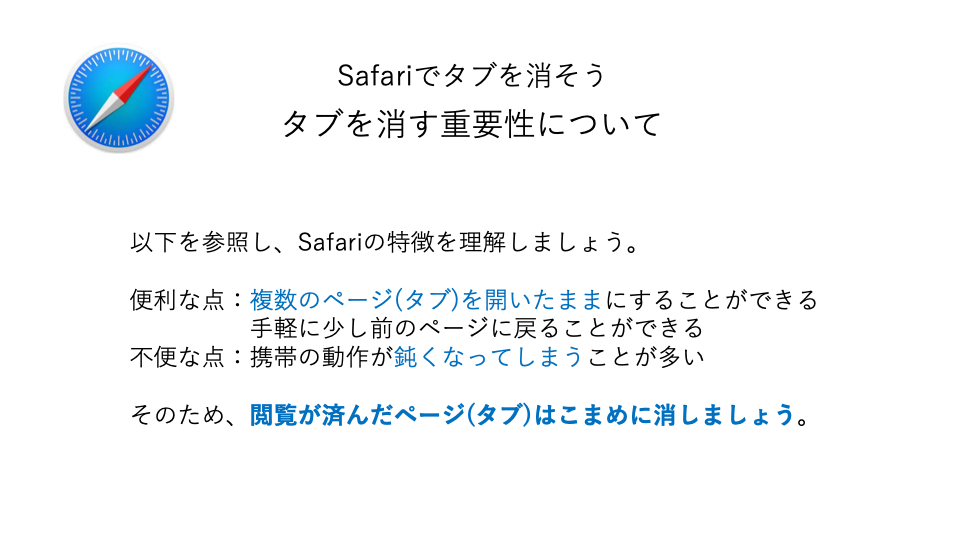 Safariでタブを消そう
タブを消す重要性について
以下を参照し、Safariの特徴を理解しましょう。
便利な点：複数のページ(タブ)を開いたままにすることができる
手軽に少し前のページに戻ることができる
不便な点：携帯の動作が鈍くなってしまうことが多い
そのため、閲覧が済んだページ(タブ)はこまめに消しましょう。